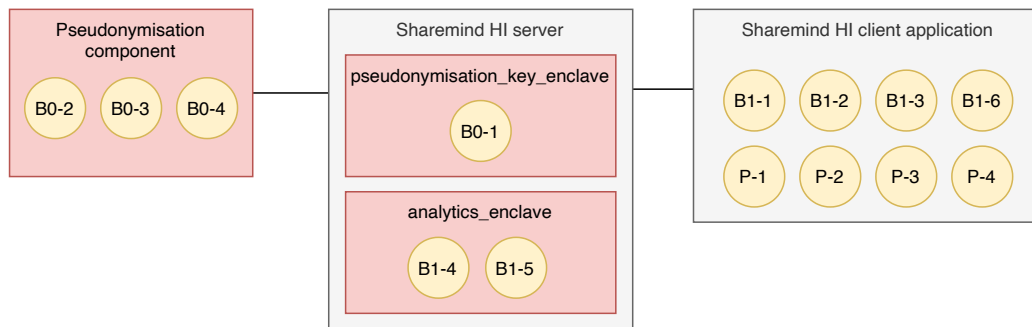 Pseudonymisation
component
B0-2 B0-3 B0-4
Sharemind HI server
pseudonymisation_key_enclave
B0-1
analytics_enclave
B1-4 B1-5
Sharemind HI client application
B1-1 B1-2 B1-3 B1-6
P-1 P-2 P-3 P-4